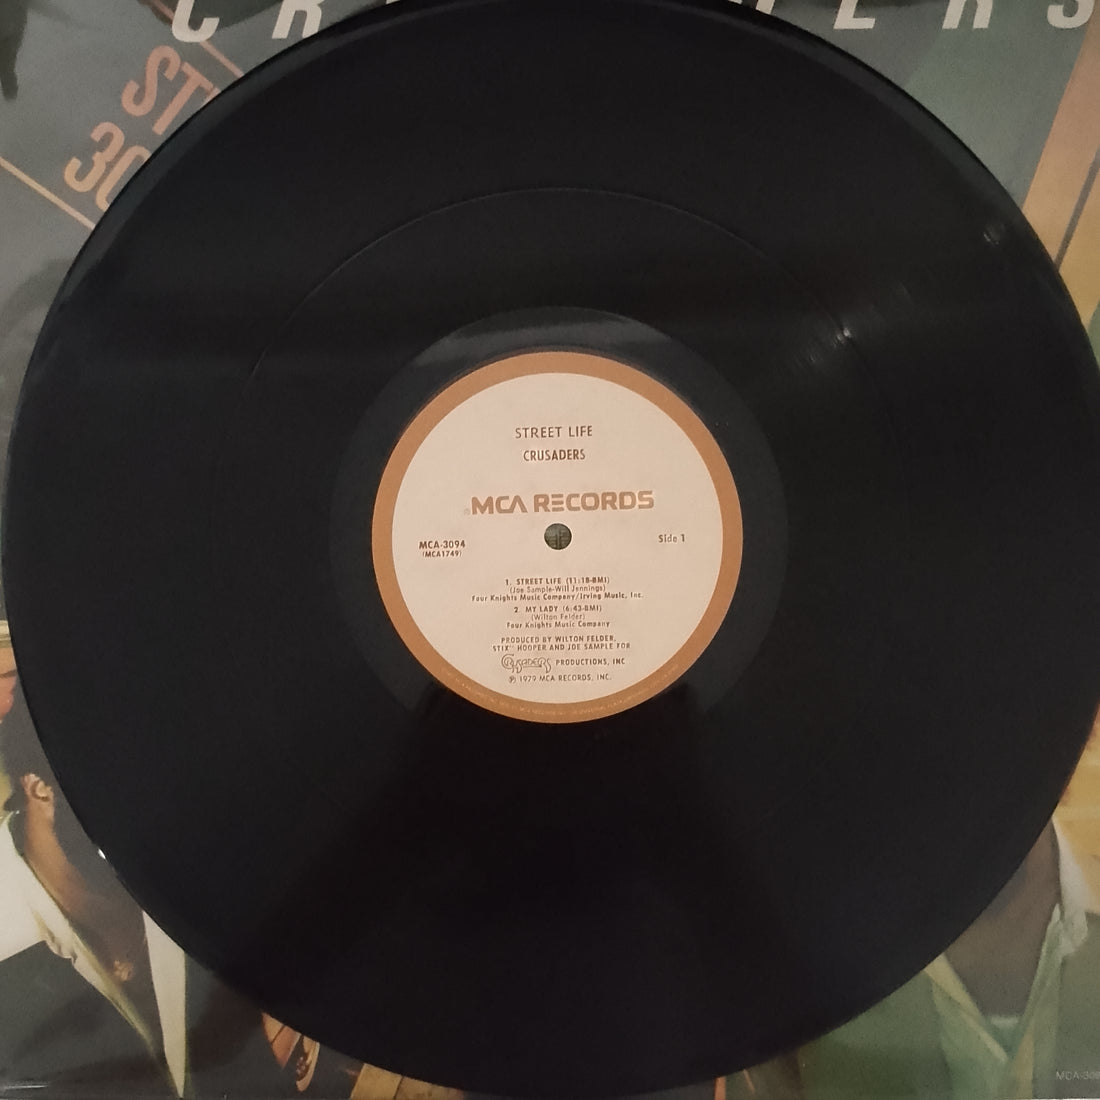 30 ST
STREET LIFE
CRUSADERS
MCA RECORDS
MCA-3094
(MCA1749)
Side 1
1. STREET LIFE (11:18-BMI)
(Joe Sample-Will Jennings)
Four Knights Music Company/Irving Music, Inc.
2. MY LADY (6:43-BMI)
(Wilton Felder)
Four Knights Music Company
PRODUCED BY WILTON FELDER,
"STIX" HOOPER AND JOE SAMPLE FOR
CRUSADERS PRODUCTIONS, INC
℗ 1979 MCA RECORDS, INC.